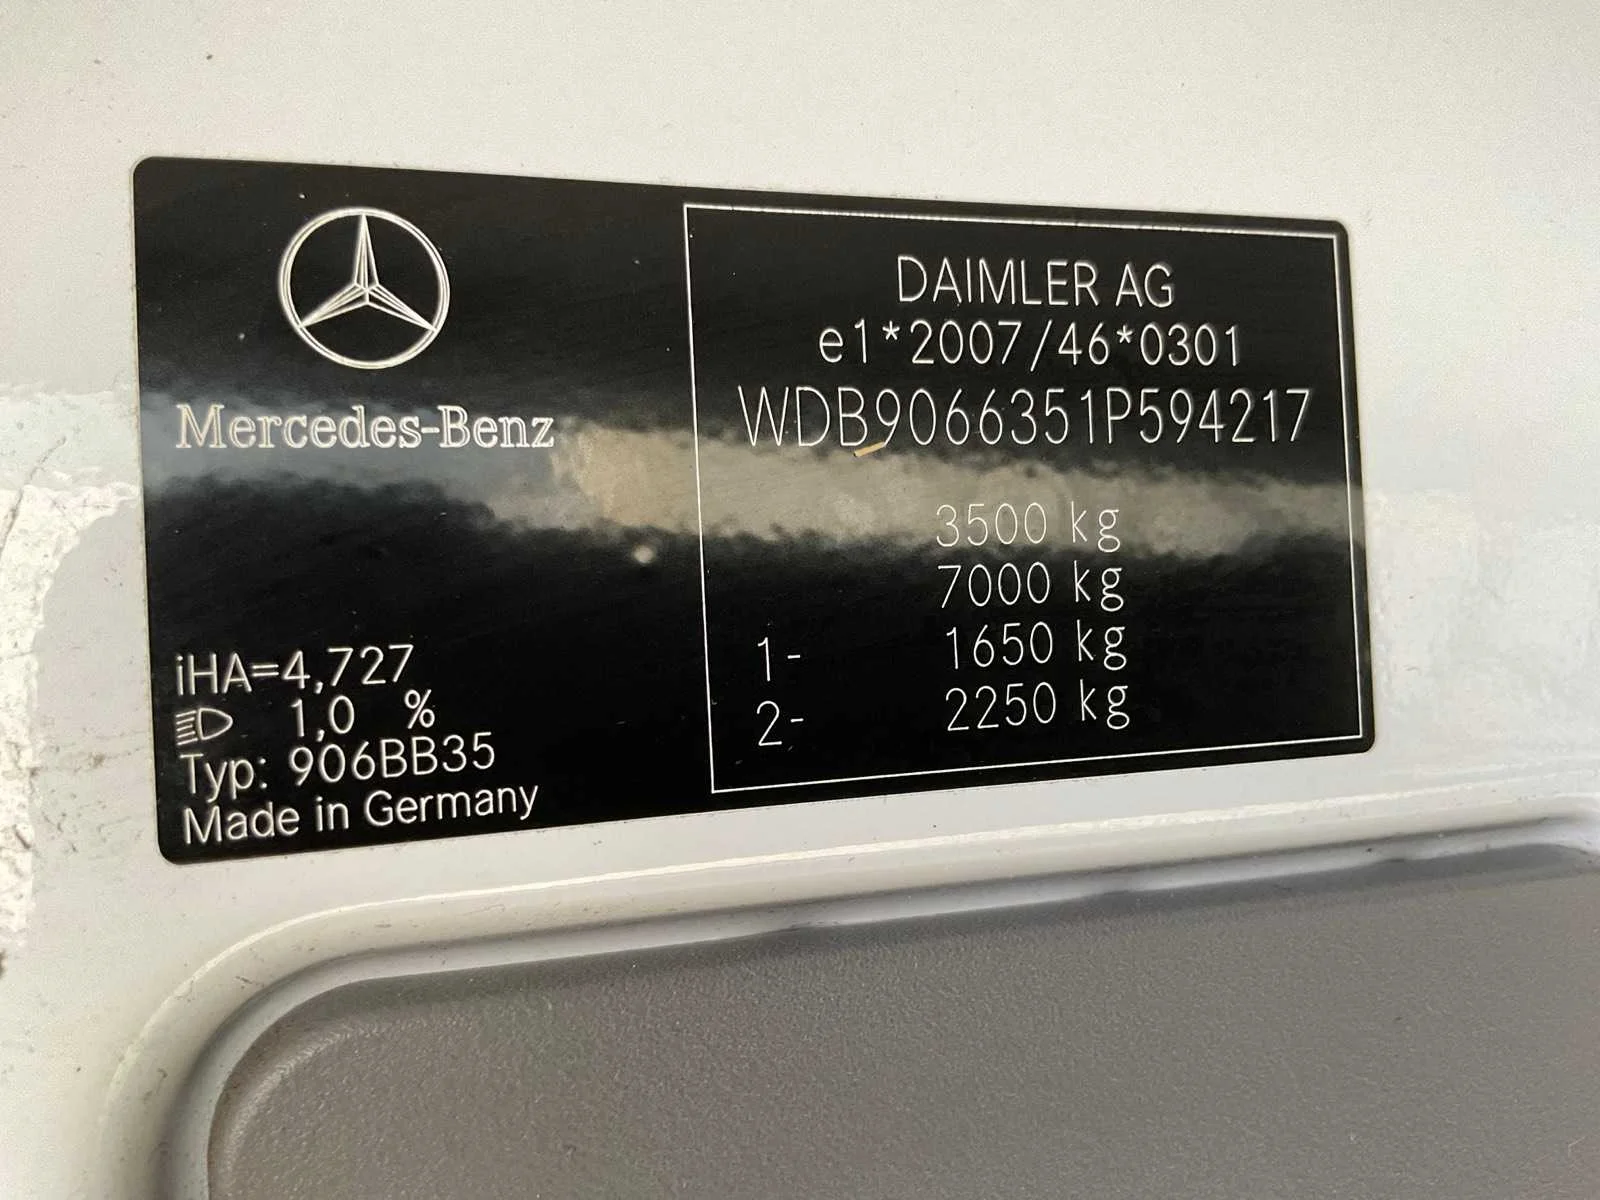 Mercedes-Benz
iHA=4,727
1,0 %
Typ: 906BB35
Made in Germany
DAIMLER AG
e1*2007/46*0301
WDB9066351P594217
3500 kg
7000 kg
1- 1650 kg
2- 2250 kg